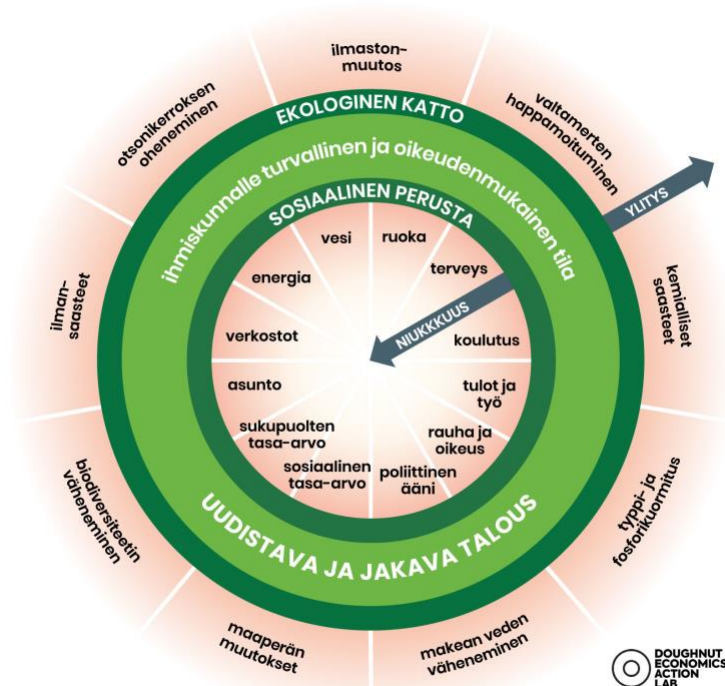 ilmaston-
muutos
valtamerten
happamoituminen
kemialliset
saasteet
typpi- ja
fosforikuormitus
makean veden
väheneminen
maaperän
muutokset
biodiversiteetin
väheneminen
ilman-
saasteet
otsonikerroksen
oheneminen
EKOLOGINEN KATTO
ihmiskunnalle turvallinen ja oikeudenmukainen tila
SOSIAALINEN PERUSTA
YLITYS
NIUKKKUUS
vesi
ruoka
energia
terveys
verkostot
koulutus
asunto
tulot ja
työ
sukupuolten
tasa-arvo
rauha ja
oikeus
sosiaalinen
tasa-arvo
poliittinen
ääni
UUDISTAVA JA JAKAVA TALOUS
DOUGHNUT
ECONOMICS
ACTION
LAB